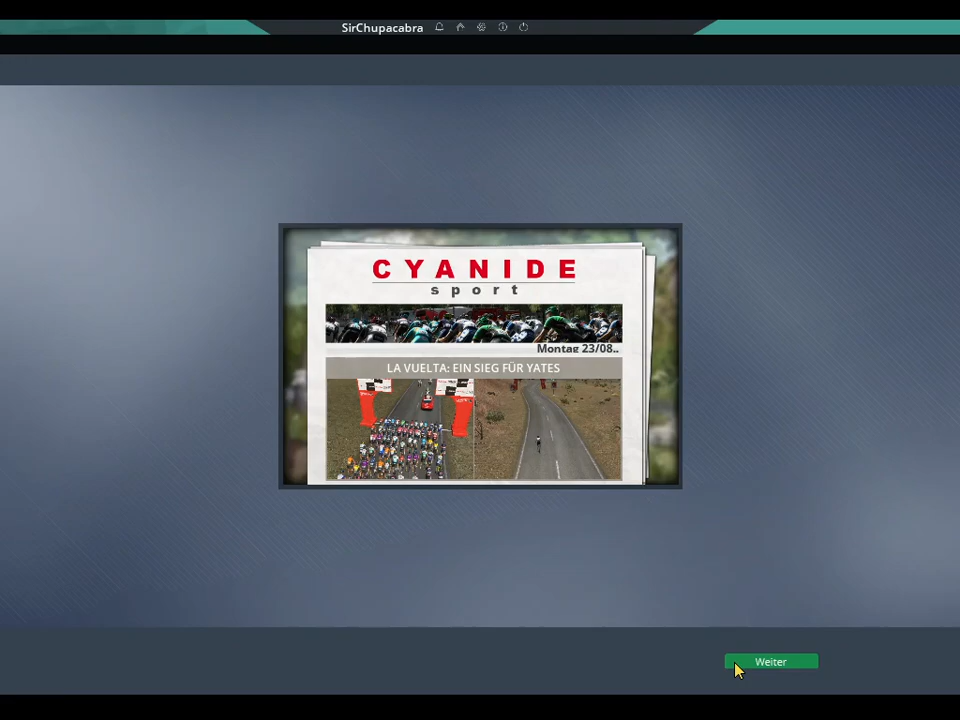 SirChupacabra
CYANIDE
sport
Montag 23/08..
LA VUELTA: EIN SIEG FÜR YATES
Weiter